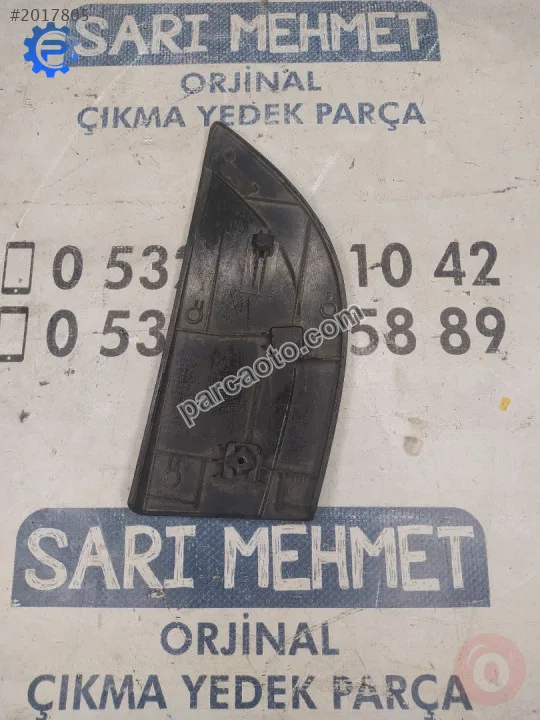 #2017805
SARI MEHMET
ORJİNAL
ÇIKMA YEDEK PARÇA
0 53 10 42
0 53 58 89
parcaoto.com
SARI MEHMET
ORJİNAL
ÇIKMA YEDEK PARÇA